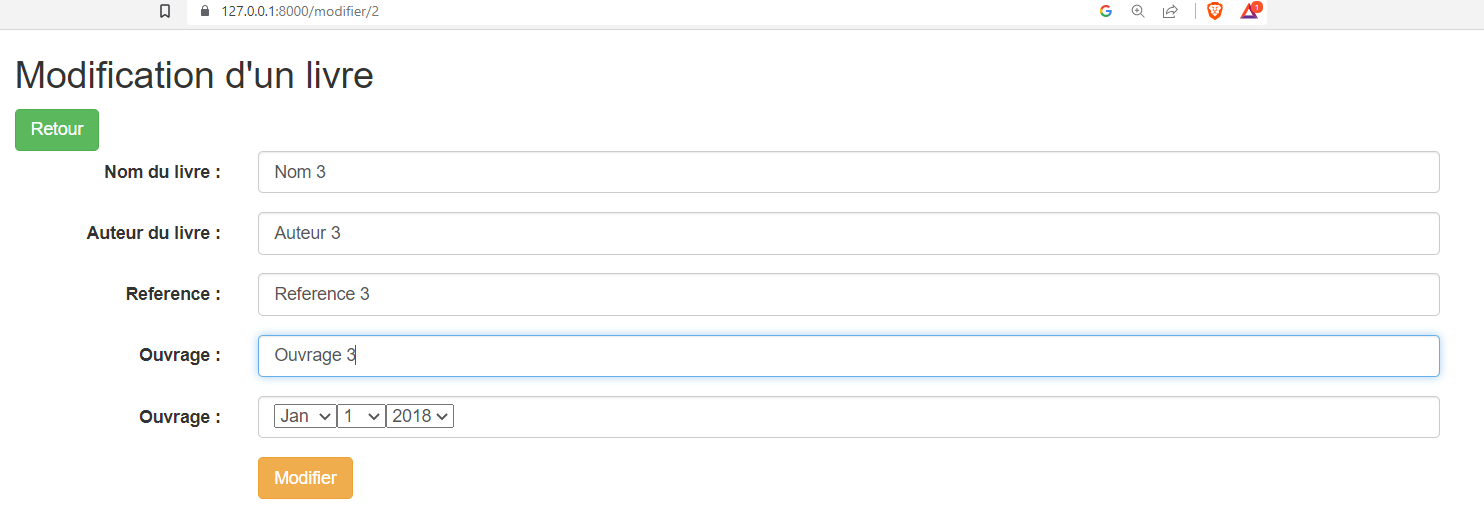 127.0.0.1:8000/modifier/2
1
Modification d'un livre
Retour
Nom du livre : Nom 3
Auteur du livre : Auteur 3
Reference : Reference 3
Ouvrage : Ouvrage 3
Ouvrage : Jan 1 2018
Modifier